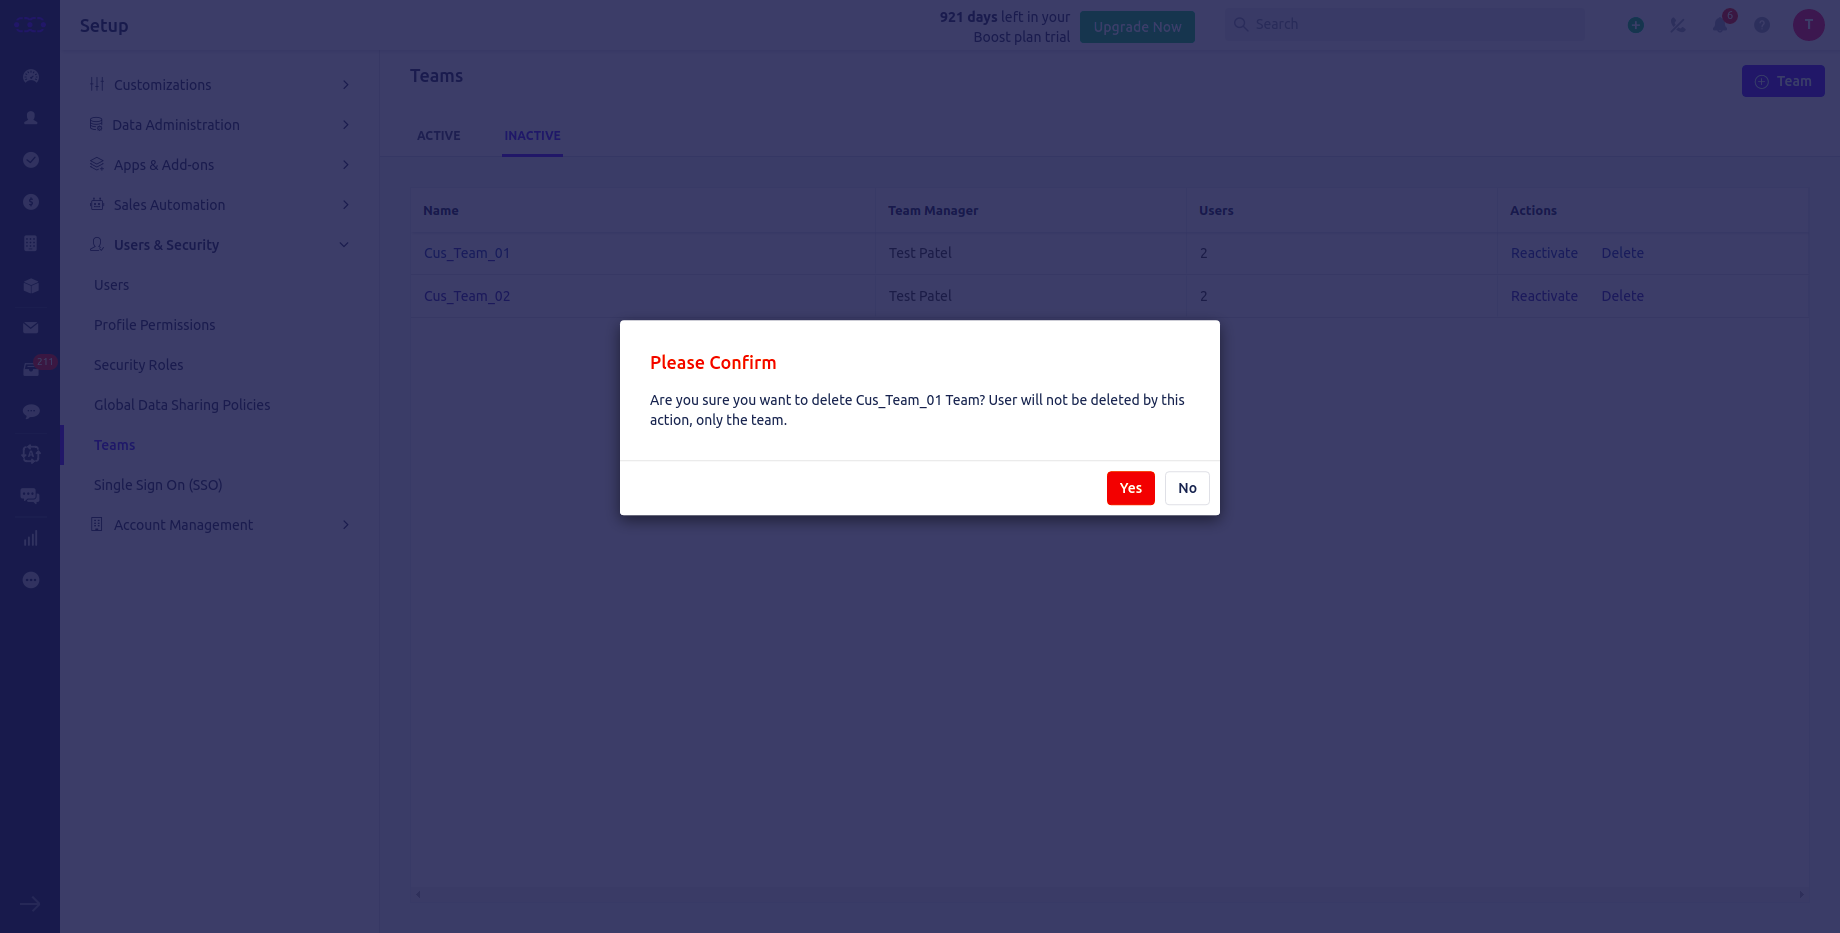 Setup
921 days left in your
Boost plan trial
Upgrade Now
Search
6
?
T
Customizations
Data Administration
Apps & Add-ons
Sales Automation
Users & Security
Users
Profile Permissions
Security Roles
Global Data Sharing Policies
Teams
Single Sign On (SSO)
Account Management
211
Teams
Team
ACTIVE INACTIVE
Name Team Manager Users Actions
Cus_Team_01 Test Patel 2 Reactivate Delete
Cus_Team_02 Test Patel 2 Reactivate Delete
Please Confirm
Are you sure you want to delete Cus_Team_01 Team? User will not be deleted by this
action, only the team.
Yes No